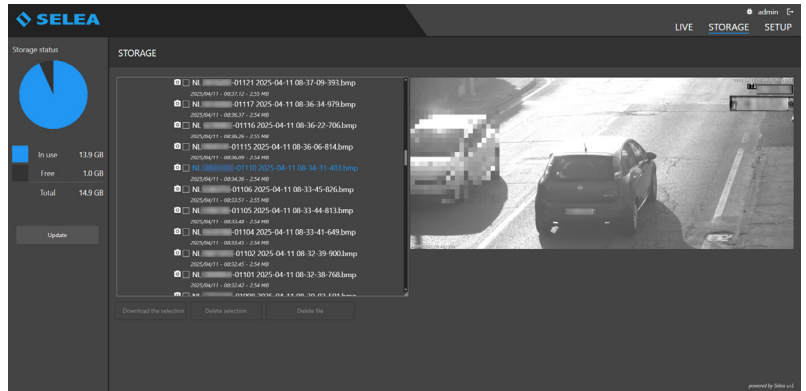 SELEA
admin
LIVE STORAGE SETUP
Storage status
STORAGE
In use 13.9 GB
Free 1.0 GB
Total 14.9 GB
Update
NL -01121 2025-04-11 08-37-09-393.bmp
2025/04/11 - 08:37.12 - 2.55 MB
NL -01117 2025-04-11 08-36-34-979.bmp
2025/04/11 - 08:36.37 - 2.54 MB
NL -01116 2025-04-11 08-36-22-706.bmp
2025/04/11 - 08:36.26 - 2.55 MB
NL -01115 2025-04-11 08-36-06-814.bmp
2025/04/11 - 08:36.09 - 2.54 MB
NL -01110 2025-04-11 08-34-31-403.bmp
2025/04/11 - 08:34.36 - 2.54 MB
NL -01106 2025-04-11 08-33-45-826.bmp
2025/04/11 - 08:33.51 - 2.55 MB
NL -01105 2025-04-11 08-33-44-813.bmp
2025/04/11 - 08:33.48 - 2.54 MB
NL -01104 2025-04-11 08-33-41-649.bmp
2025/04/11 - 08:33.45 - 2.54 MB
NL -01102 2025-04-11 08-32-39-900.bmp
2025/04/11 - 08:32.45 - 2.54 MB
NL -01101 2025-04-11 08-32-38-768.bmp
2025/04/11 - 08:32.42 - 2.54 MB
Download the selection Delete selection Delete file
powered by Selea s.r.l.